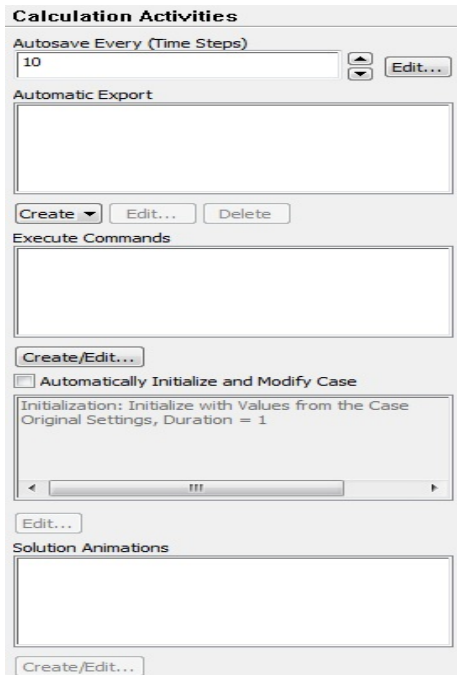 Calculation Activities
Autosave Every (Time Steps)
10
Edit...
Automatic Export
Create Edit... Delete
Execute Commands
Create/Edit...
Automatically Initialize and Modify Case
Initialization: Initialize with Values from the Case
Original Settings, Duration = 1
Edit...
Solution Animations
Create/Edit...